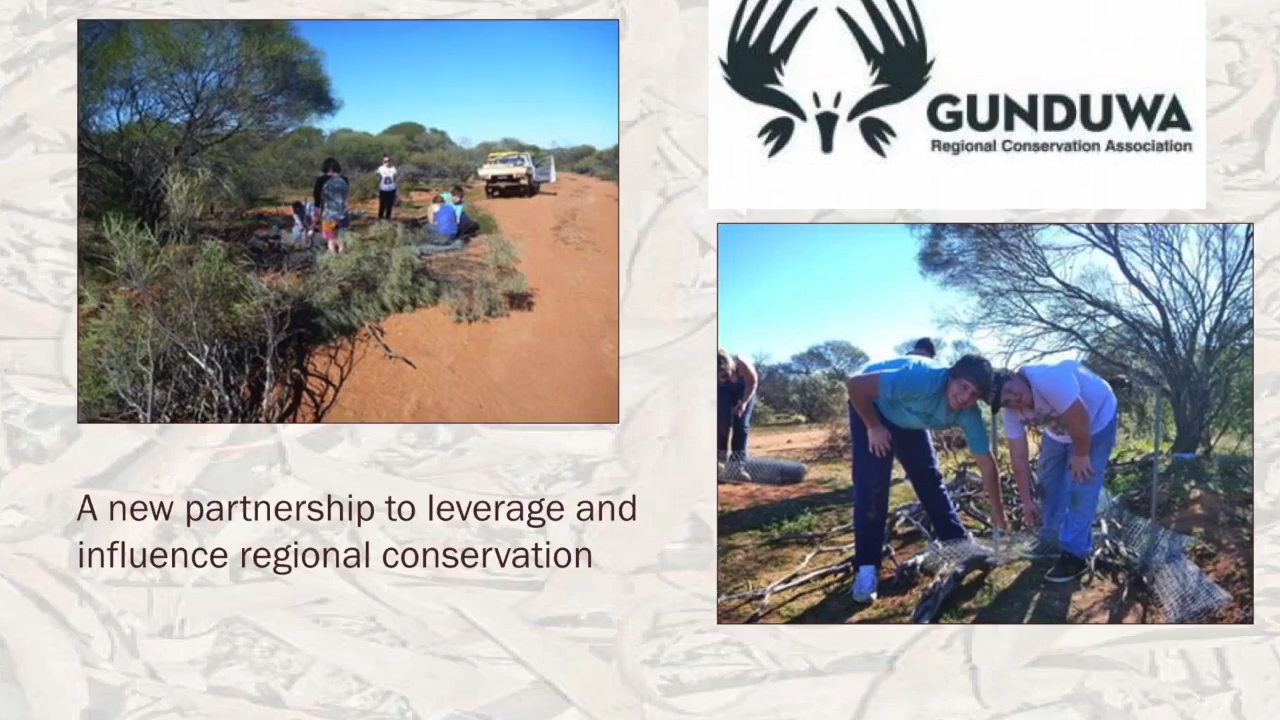 GUNDUWA
Regional Conservation Association
A new partnership to leverage and
influence regional conservation